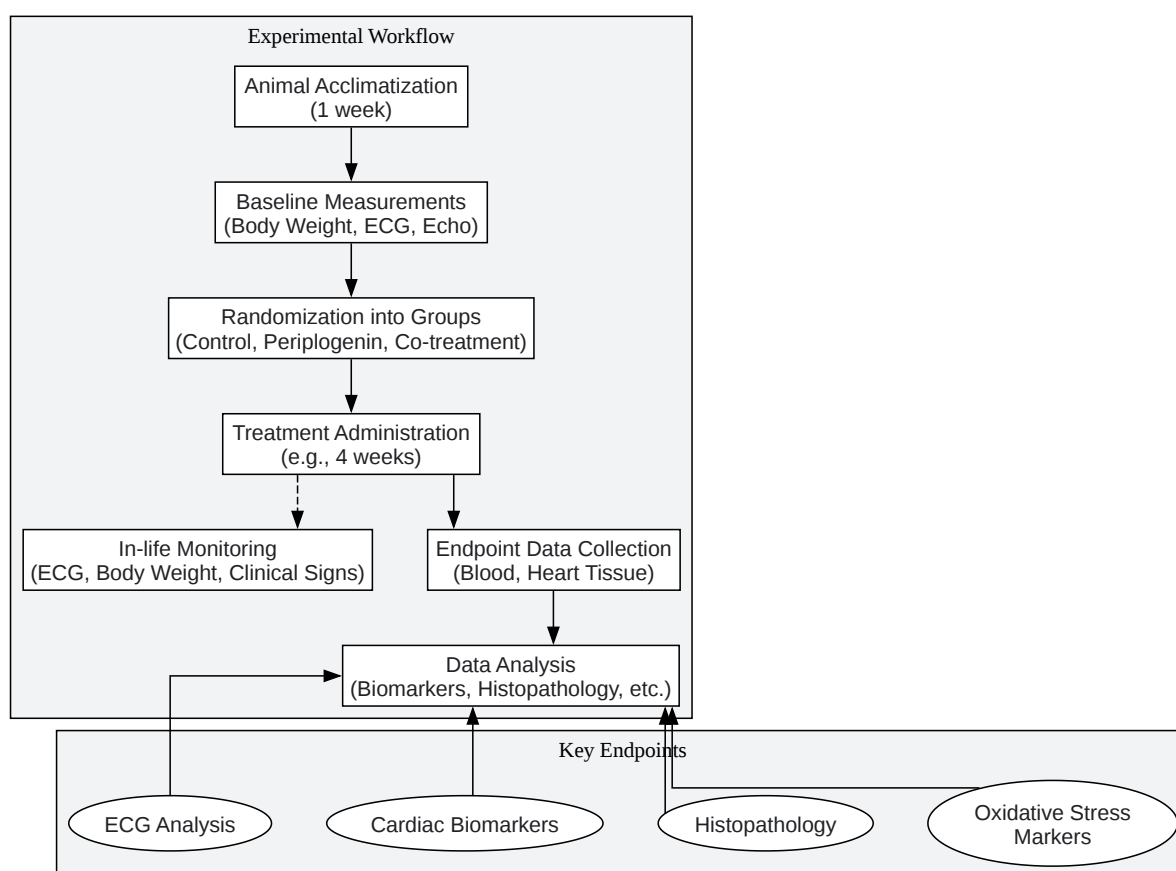 Experimental Workflow
Animal Acclimatization
(1 week)
Baseline Measurements
(Body Weight, ECG, Echo)
Randomization into Groups
(Control, Periplogenin, Co-treatment)
Treatment Administration
(e.g., 4 weeks)
In-life Monitoring
(ECG, Body Weight, Clinical Signs)
Endpoint Data Collection
(Blood, Heart Tissue)
Data Analysis
(Biomarkers, Histopathology, etc.)
Key Endpoints
ECG Analysis
Cardiac Biomarkers
Histopathology
Oxidative Stress
Markers